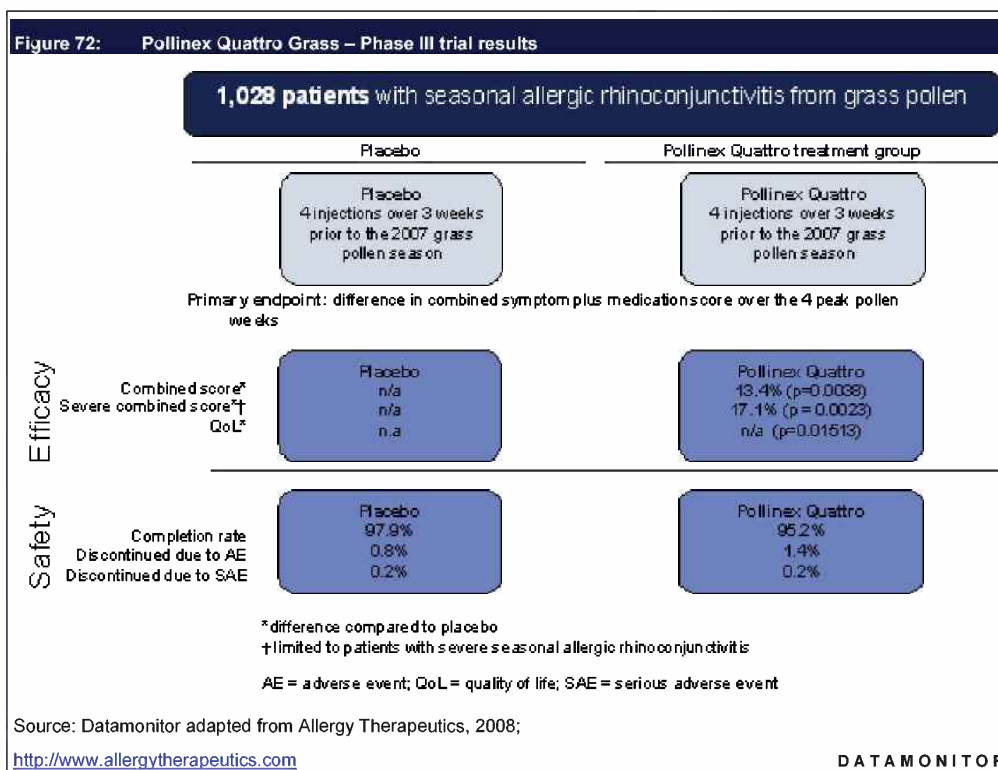 Figure 72: Pollinex Quattro Grass – Phase III trial results
1,028 patients with seasonal allergic rhinoconjunctivitis from grass pollen
Placebo
Pollinex Quattro treatment group
Placebo
4 injections over 3 weeks
prior to the 2007 grass
pollen season
Pollinex Quattro
4 injections over 3 weeks
prior to the 2007 grass
pollen season
Primary endpoint: difference in combined symptom plus medication score over the 4 peak pollen
weeks
Efficacy
Combined score*
Severe combined score*†
QoL*
Placebo
n/a
n/a
n.a
Pollinex Quattro
13.4% (p=0.0038)
17.1% (p = 0.0023)
n/a (p=0.01513)
Safety
Completion rate
Discontinued due to AE
Discontinued due to SAE
Placebo
97.9%
0.8%
0.2%
Pollinex Quattro
95.2%
1.4%
0.2%
*difference compared to placebo
†limited to patients with severe seasonal allergic rhinoconjunctivitis
AE = adverse event; QoL = quality of life; SAE = serious adverse event
Source: Datamonitor adapted from Allergy Therapeutics, 2008;
http://www.allergytherapeutics.com
DATAMONITOR